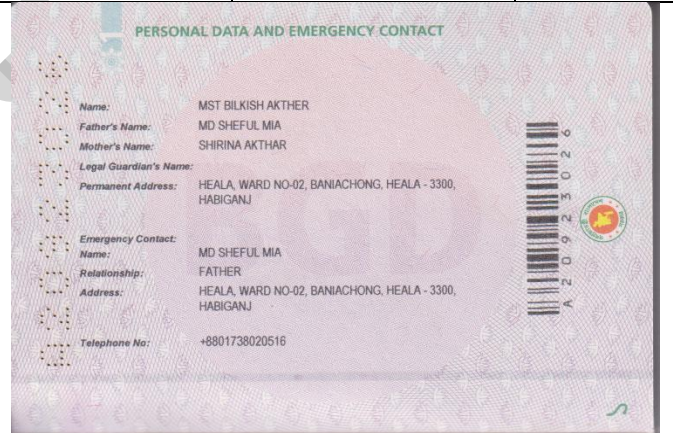 PERSONAL DATA AND EMERGENCY CONTACT
Name: MST BILKISH AKTHER
Father's Name: MD SHEFUL MIA
Mother's Name: SHIRINA AKTHAR
Legal Guardian's Name:
Permanent Address: HEALA, WARD NO-02, BANIACHONG, HEALA - 3300,
HABIGANJ
Emergency Contact:
Name: MD SHEFUL MIA
Relationship: FATHER
Address: HEALA, WARD NO-02, BANIACHONG, HEALA - 3300,
HABIGANJ
Telephone No: +8801738020516
BGD
A20923026